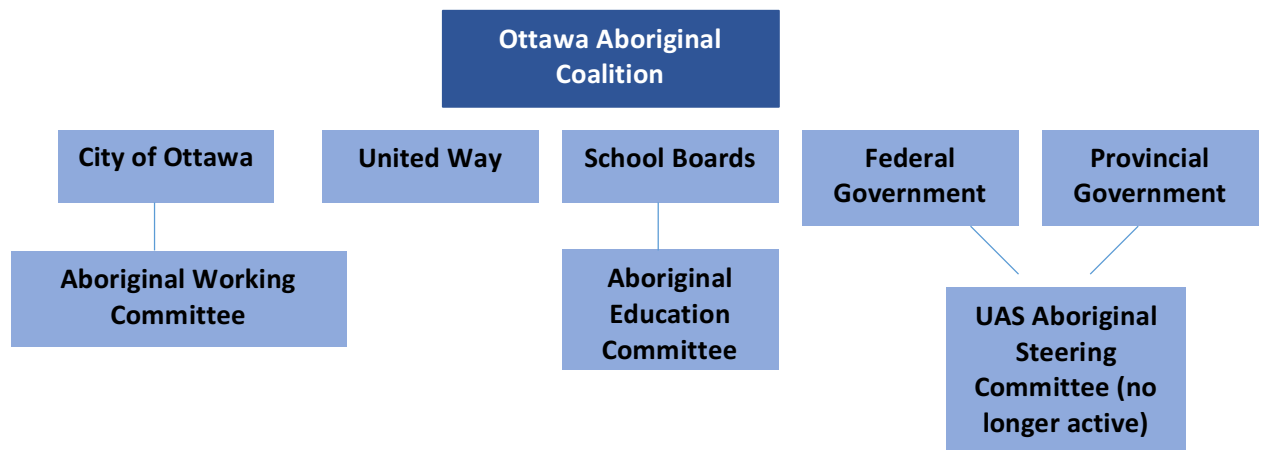 Ottawa Aboriginal
Coalition
City of Ottawa
United Way
School Boards
Federal
Government
Provincial
Government
Aboriginal Working
Committee
Aboriginal
Education
Committee
UAS Aboriginal
Steering
Committee (no
longer active)